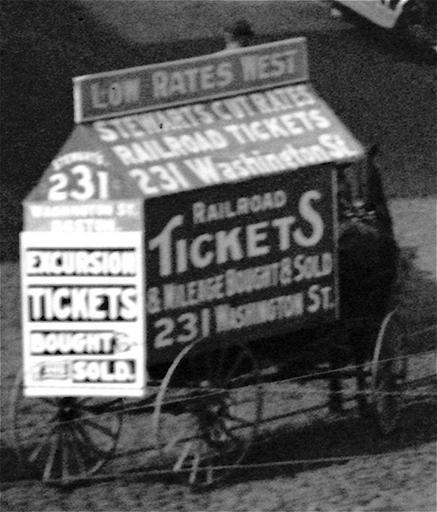 LOW RATES WEST
STEWART'S CUT RATES
RAILROAD TICKETS
231 Washington St.
STEWART'S
231
WASHINGTON ST.
BOSTON
EXCURSION
TICKETS
BOUGHT &
AND SOLD.
RAILROAD
TICKETS
& MILEAGE BOUGHT & SOLD
231 WASHINGTON ST.